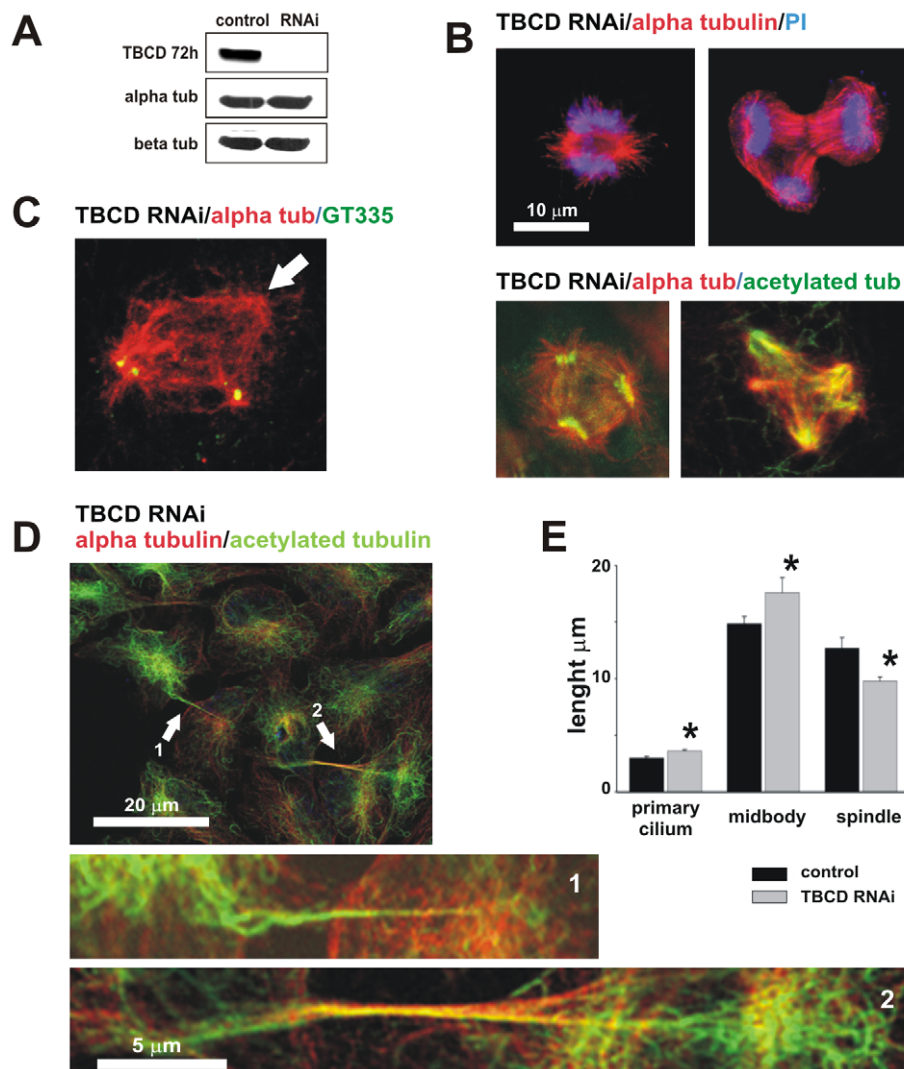 A
control RNAi
TBCD 72h
alpha tub
beta tub
B
TBCD RNAi/alpha tubulin/PI
10 μm
TBCD RNAi/alpha tub/acetylated tub
C
TBCD RNAi/alpha tub/GT335
D
TBCD RNAi
alpha tubulin/acetylated tubulin
1
2
20 μm
1
2
5 μm
E
lenght μm
20
10
0
*
*
*
primary
cilium
midbody
spindle
control
TBCD RNAi